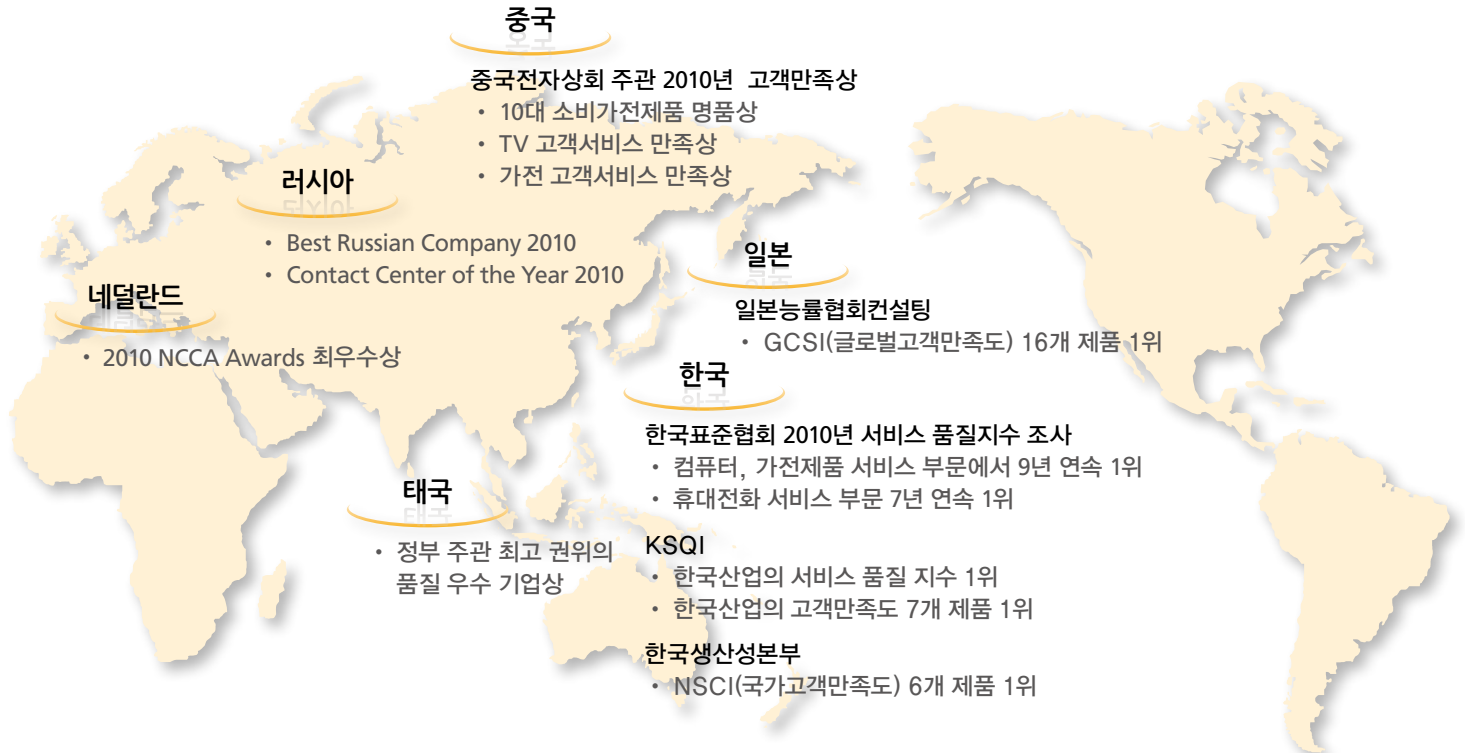 중국
중국전자상회 주관 2010년 고객만족상
• 10대 소비가전제품 명품상
• TV 고객서비스 만족상
• 가전 고객서비스 만족상
러시아
• Best Russian Company 2010
• Contact Center of the Year 2010
네덜란드
• 2010 NCCA Awards 최우수상
일본
일본능률협회컨설팅
• GCSI(글로벌고객만족도) 16개 제품 1위
한국
한국표준협회 2010년 서비스 품질지수 조사
• 컴퓨터, 가전제품 서비스 부문에서 9년 연속 1위
• 휴대전화 서비스 부문 7년 연속 1위
KSQI
• 한국산업의 서비스 품질 지수 1위
• 한국산업의 고객만족도 7개 제품 1위
한국생산성본부
• NSCI(국가고객만족도) 6개 제품 1위
태국
• 정부 주관 최고 권위의
품질 우수 기업상